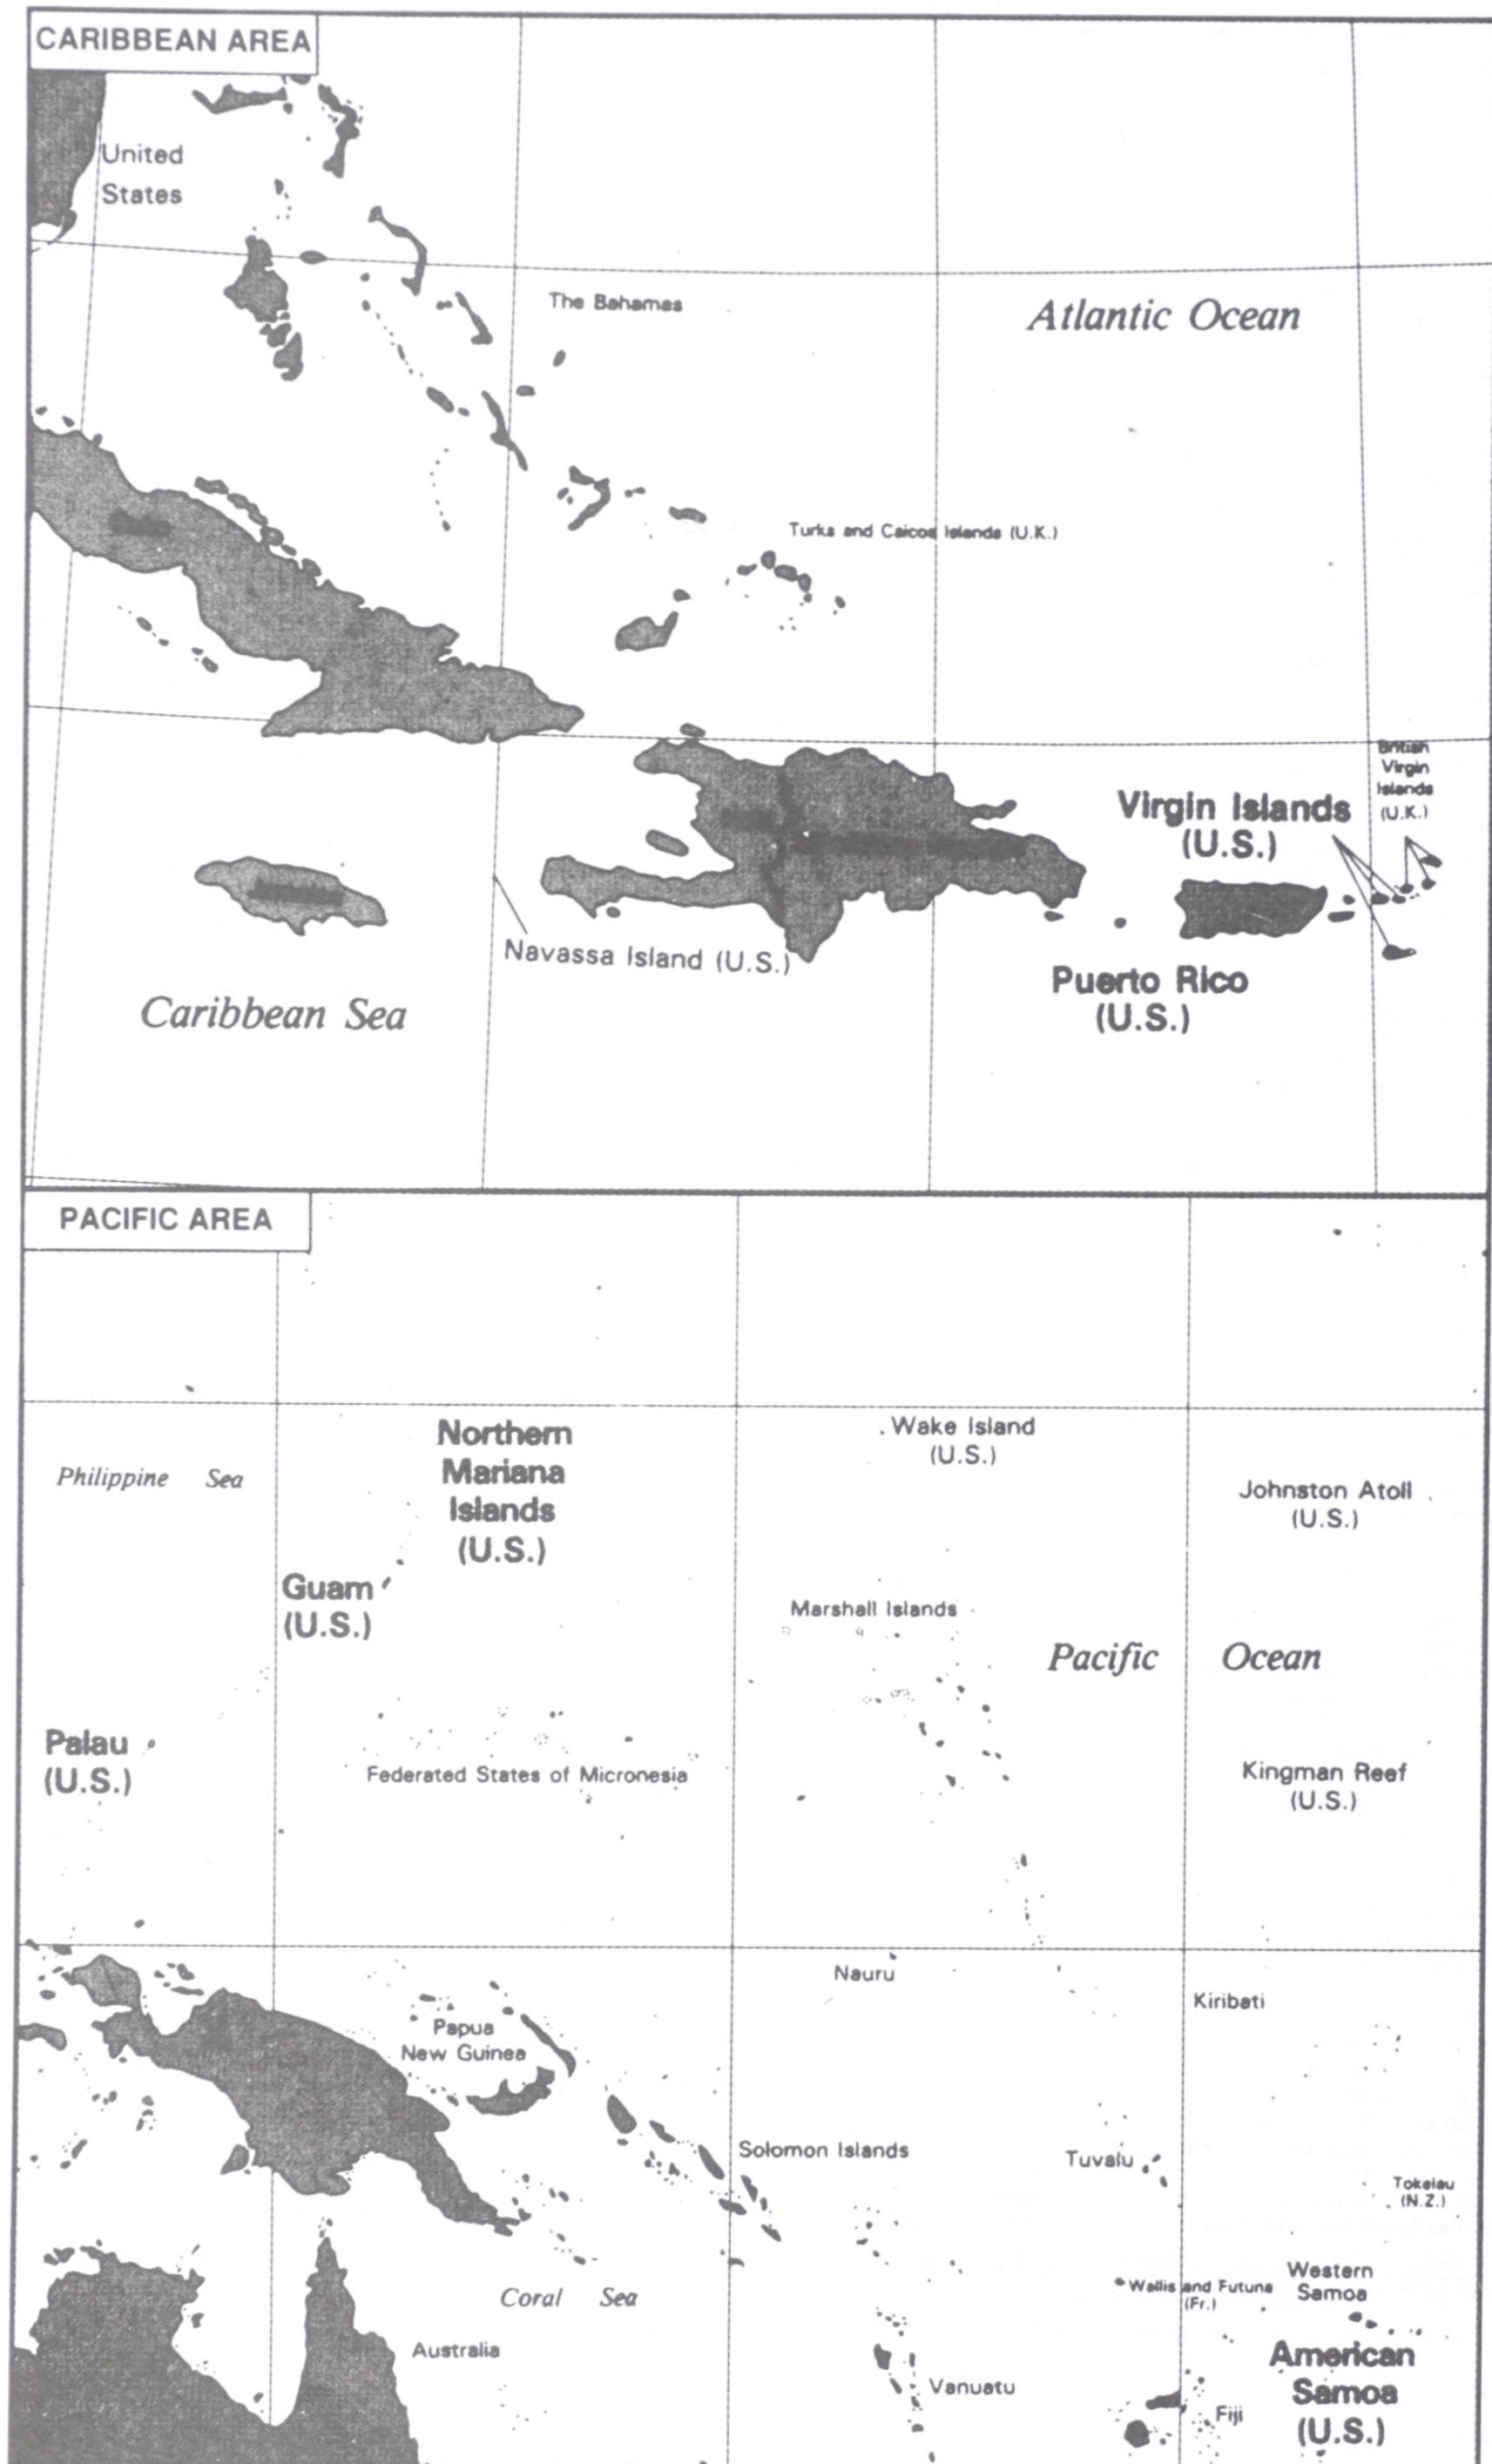 CARIBBEAN AREA
United
States
The Bahamas
Atlantic Ocean
Turks and Caicos Islands (U.K.)
British
Virgin
Islands
(U.K.)
Virgin Islands
(U.S.)
Navassa Island (U.S.)
Puerto Rico
(U.S.)
Caribbean Sea
PACIFIC AREA
Northern
Mariana
Islands
(U.S.)
Wake Island
(U.S.)
Philippine Sea
Johnston Atoll
(U.S.)
Guam
(U.S.)
Marshall Islands
Pacific Ocean
Palau
(U.S.)
Federated States of Micronesia
Kingman Reef
(U.S.)
Nauru
Kiribati
Papua
New Guinea
Solomon Islands
Tuvalu
Tokelau
(N.Z.)
Western
Samoa
Wallis and Futuna
(Fr.)
Coral Sea
Australia
American
Samoa
(U.S.)
Vanuatu
Fiji